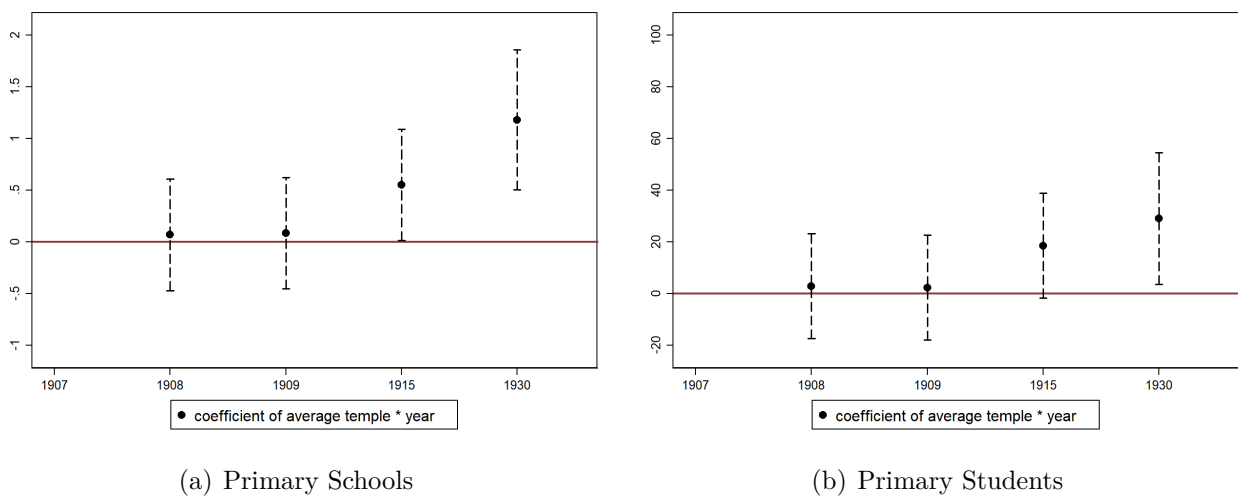 2
1.5
1
.5
0
-.5
-1
1907 1908 1909 1915 1930
coefficient of average temple * year
(a) Primary Schools
100
80
60
40
20
0
-20
1907 1908 1909 1915 1930
coefficient of average temple * year
(b) Primary Students